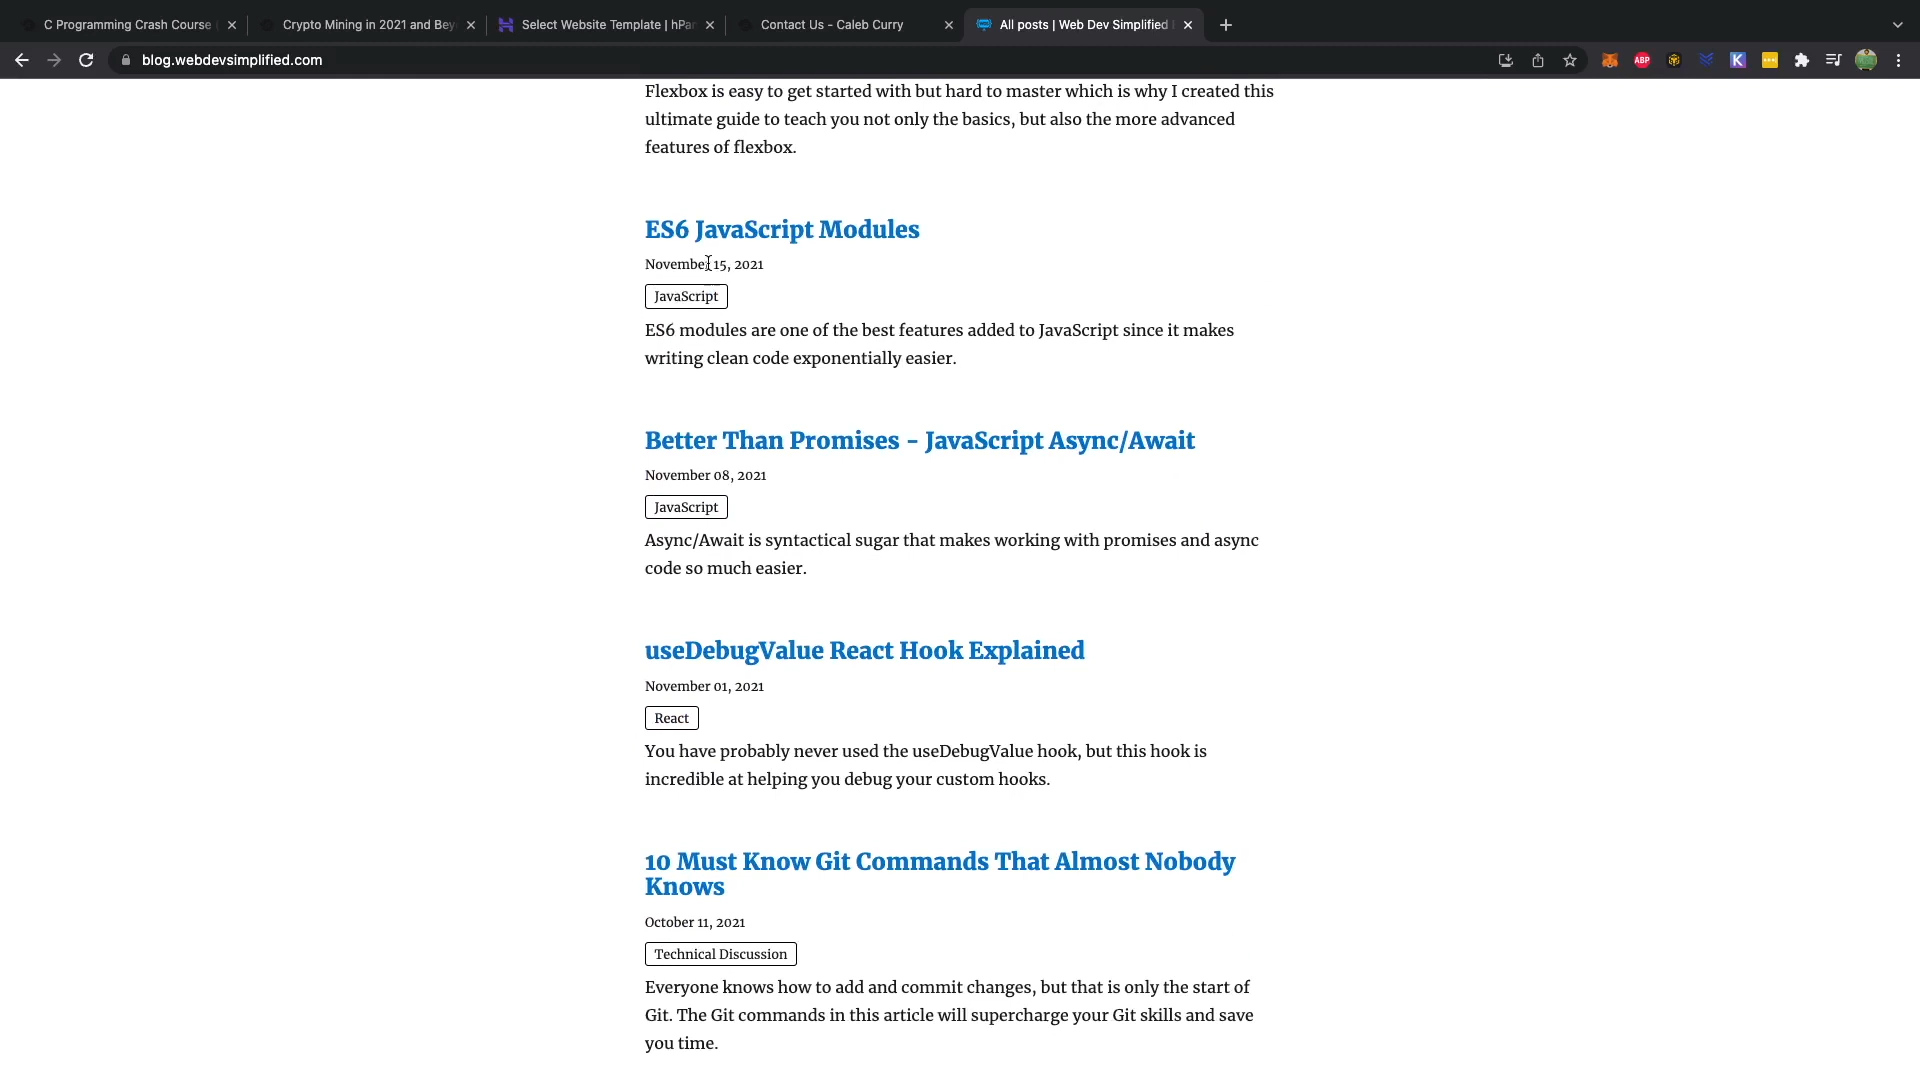 C Programming Crash Course
Crypto Mining in 2021 and Bey
Select Website Template | hPan
Contact Us - Caleb Curry
All posts | Web Dev Simplified
blog.webdevsimplified.com
ABP
K
Flexbox is easy to get started with but hard to master which is why I created this
ultimate guide to teach you not only the basics, but also the more advanced
features of flexbox.
ES6 JavaScript Modules
November 15, 2021
JavaScript
ES6 modules are one of the best features added to JavaScript since it makes
writing clean code exponentially easier.
Better Than Promises - JavaScript Async/Await
November 08, 2021
JavaScript
Async/Await is syntactical sugar that makes working with promises and async
code so much easier.
useDebugValue React Hook Explained
November 01, 2021
React
You have probably never used the useDebugValue hook, but this hook is
incredible at helping you debug your custom hooks.
10 Must Know Git Commands That Almost Nobody
Knows
October 11, 2021
Technical Discussion
Everyone knows how to add and commit changes, but that is only the start of
Git. The Git commands in this article will supercharge your Git skills and save
you time.